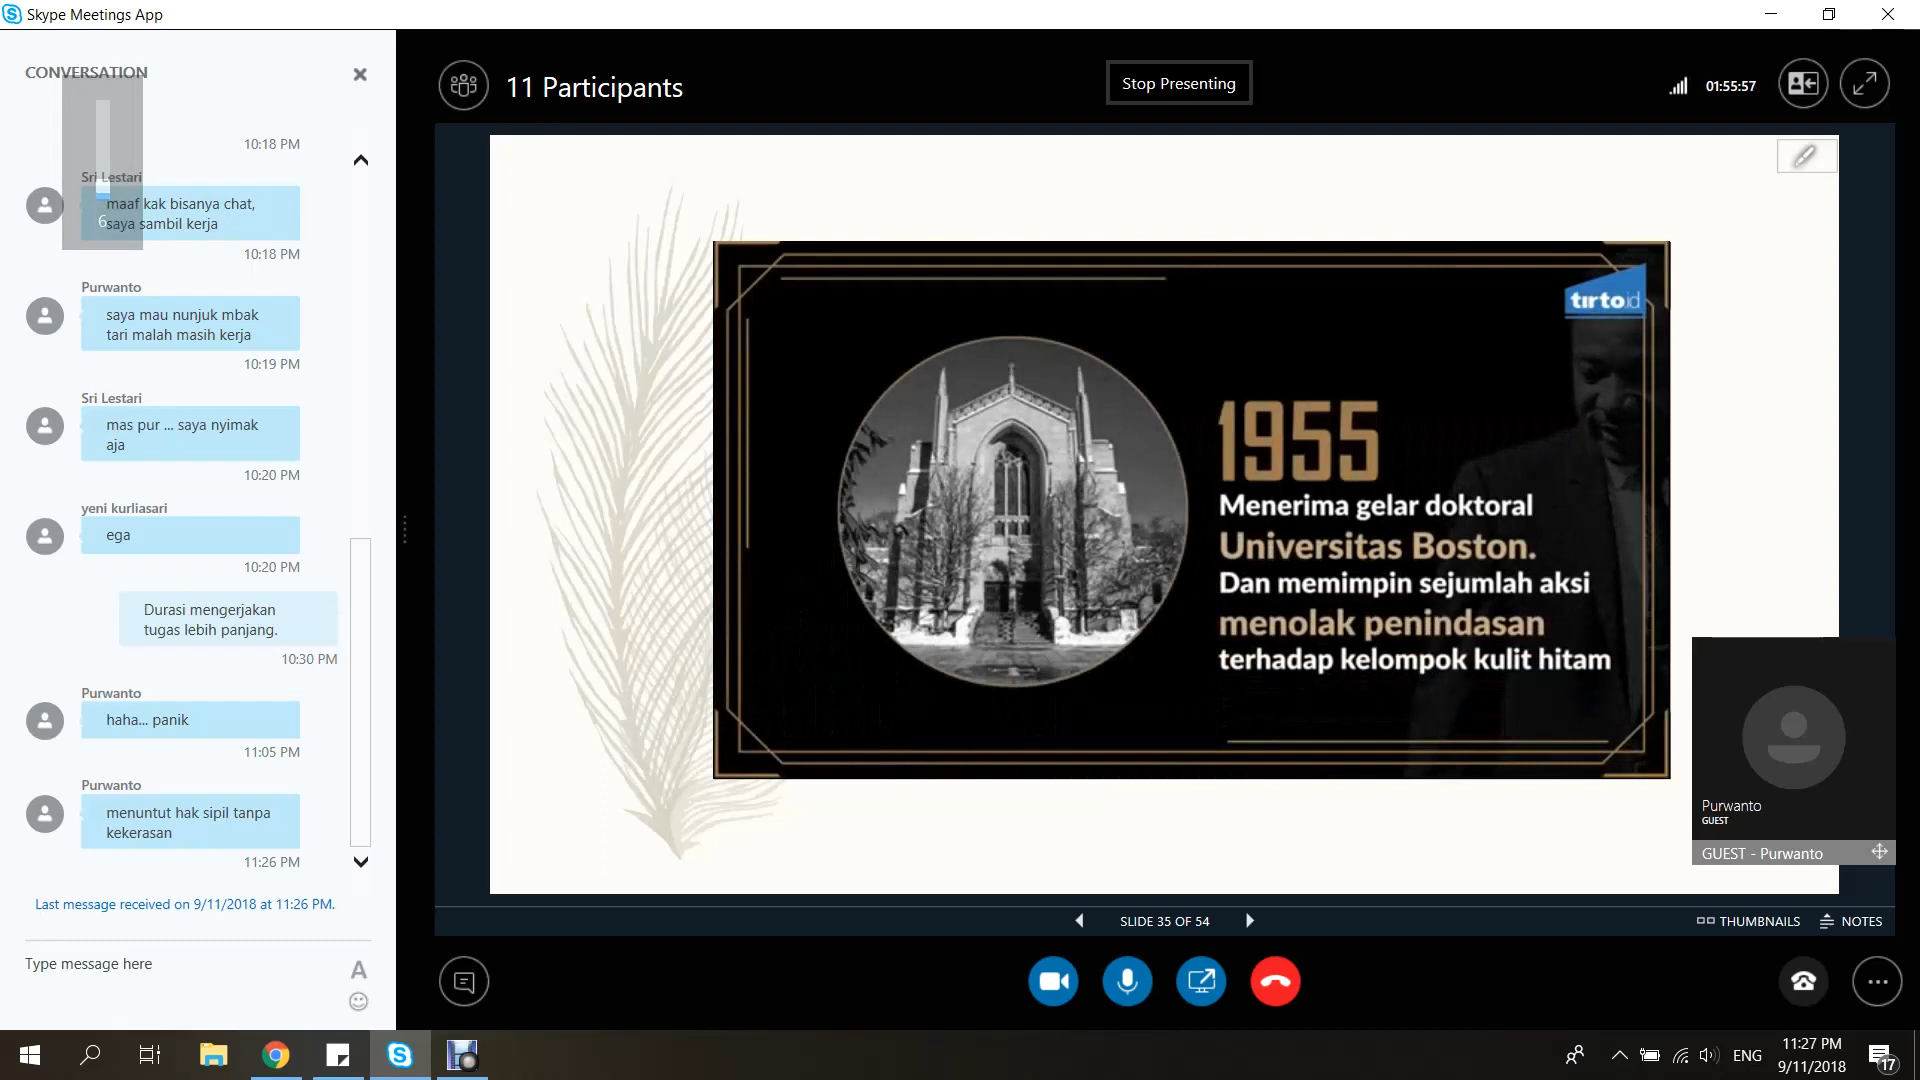 Skype Meetings App
CONVERSATION
10:18 PM
Sri Lestari
maaf kak bisanya chat,
saya sambil kerja
6
10:18 PM
Purwanto
saya mau nunjuk mbak
tari malah masih kerja
10:19 PM
Sri Lestari
mas pur ... saya nyimak
aja
10:20 PM
yeni kurliasari
ega
10:20 PM
Durasi mengerjakan
tugas lebih panjang.
10:30 PM
Purwanto
haha... panik
11:05 PM
Purwanto
menuntut hak sipil tanpa
kekerasan
11:26 PM
Last message received on 9/11/2018 at 11:26 PM.
Type message here
A
11 Participants
Stop Presenting
01:55:57
tirto.id
1955
Menerima gelar doktoral
Universitas Boston.
Dan memimpin sejumlah aksi
menolak penindasan
terhadap kelompok kulit hitam
Purwanto
GUEST
GUEST - Purwanto
SLIDE 35 OF 54
THUMBNAILS
NOTES
ENG
11:27 PM
9/11/2018
17